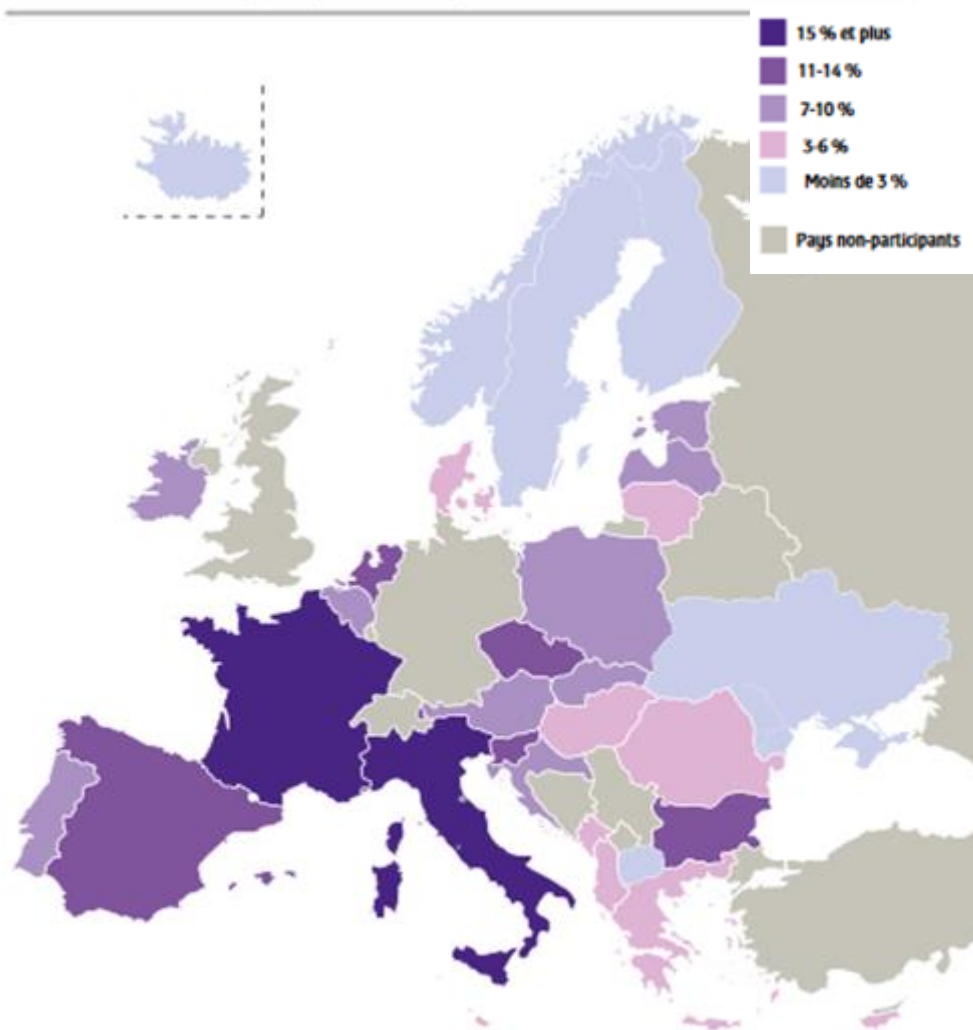 15 % et plus
11-14 %
7-10 %
3-6 %
Moins de 3 %
Pays non-participants